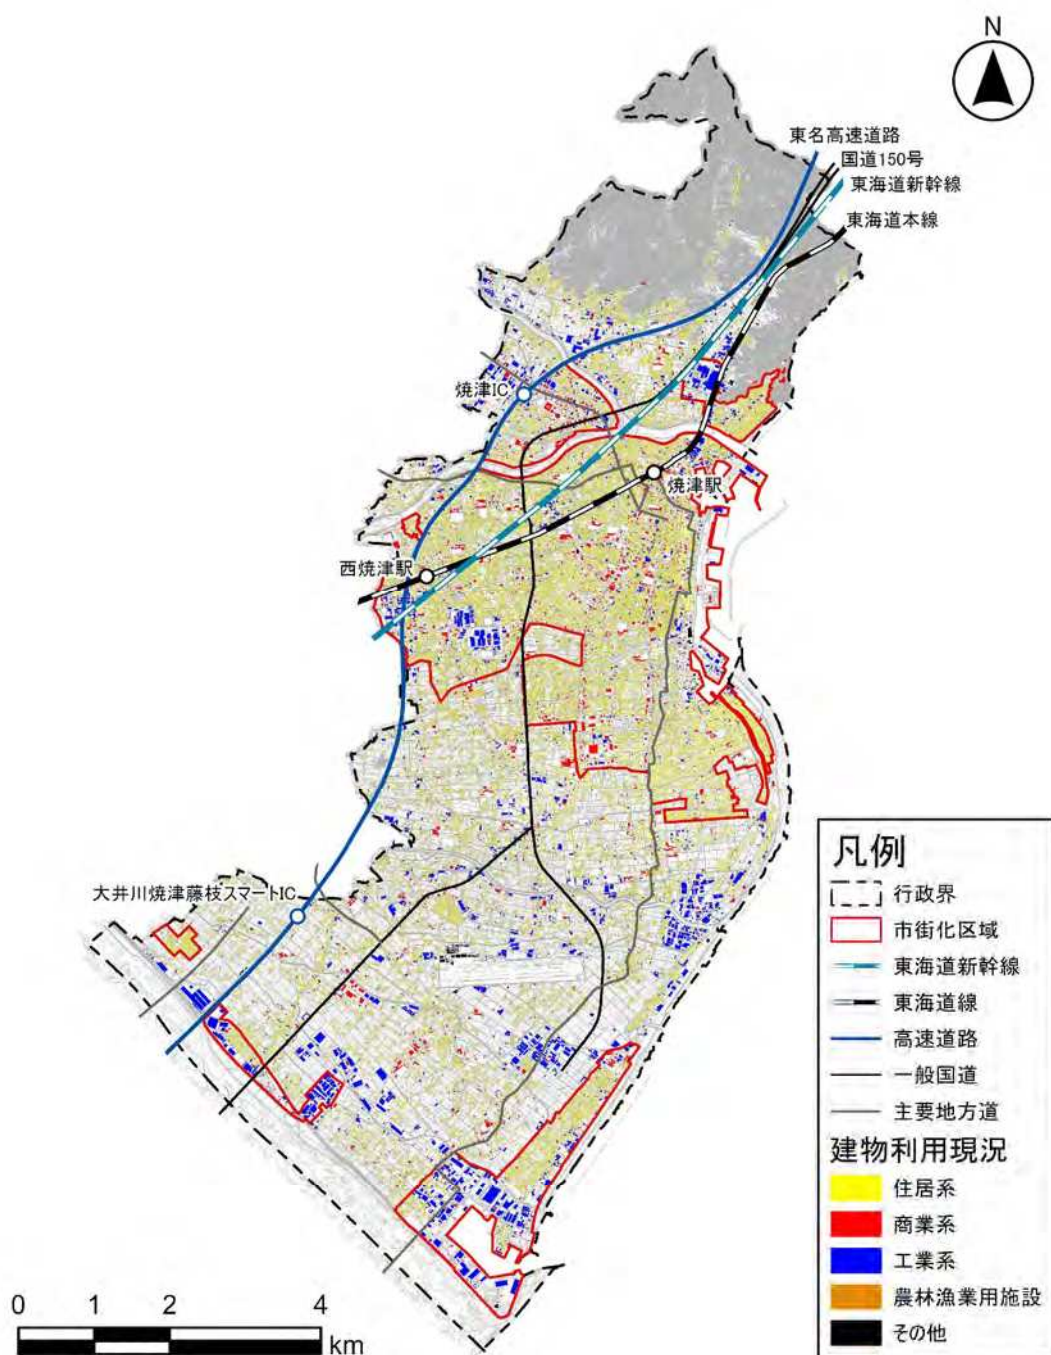 N
東名高速道路
国道150号
東海道新幹線
東海道本線
焼津IC
焼津駅
西焼津駅
大井川焼津藤枝スマートIC
凡例
行政界
市街化区域
東海道新幹線
東海道線
高速道路
一般国道
主要地方道
建物利用現況
住居系
商業系
工業系
農林漁業用施設
その他
0 1 2 4
km